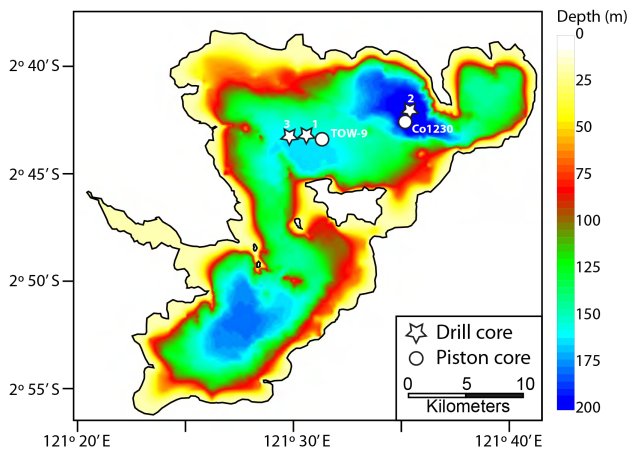 Depth (m)
0
25
50
75
100
125
150
175
200
2° 40′ S
2° 45′ S
2° 50′ S
2° 55′ S
2
Co1230
3
1
TOW-9
Drill core
Piston core
0 5 10
Kilometers
121° 20′ E
121° 30′ E
121° 40′ E